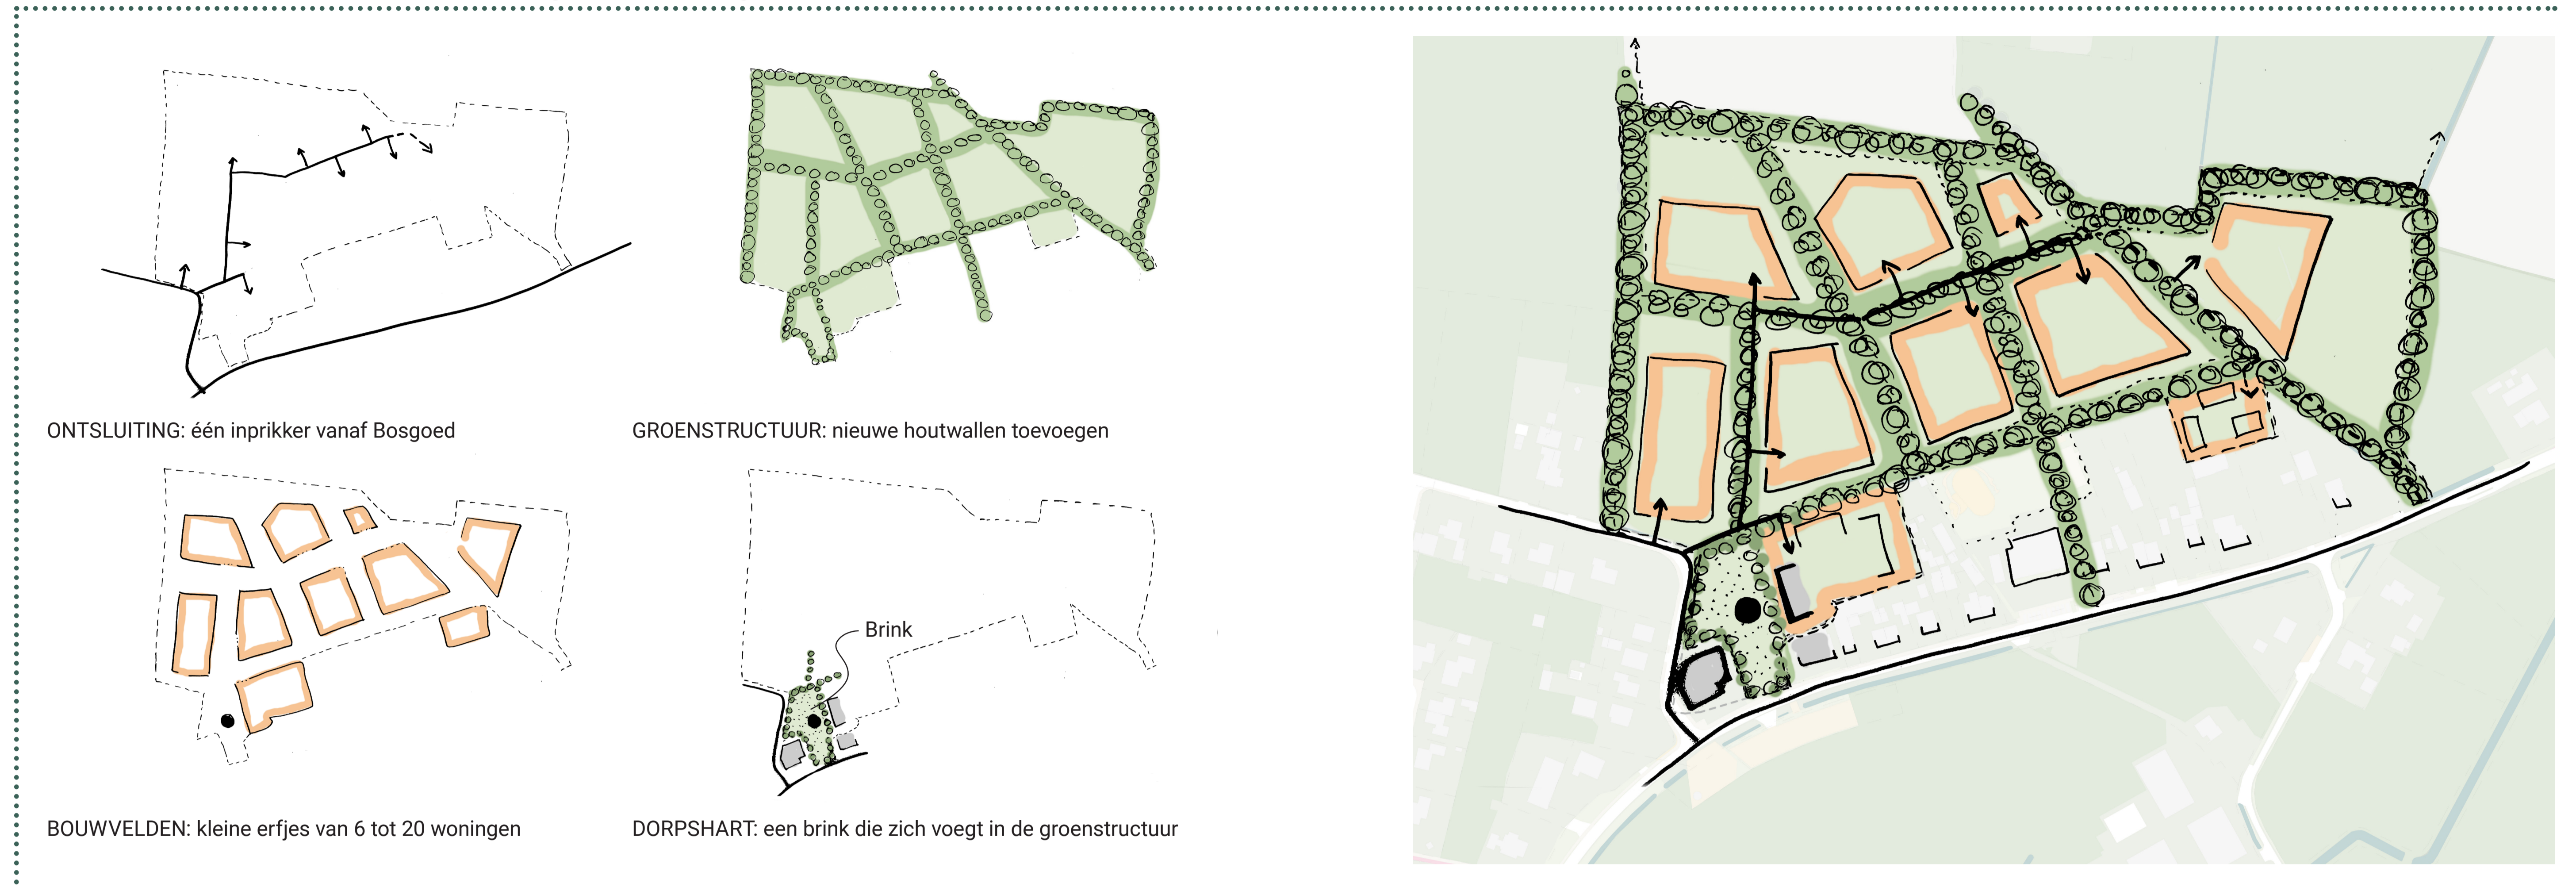 ONTSLUITING: één inprikker vanaf Bosgoed
GROENSTRUCTUUR: nieuwe houtwallen toevoegen
Brink
BOUWVELDEN: kleine erfjes van 6 tot 20 woningen
DORPSHART: een brink die zich voegt in de groenstructuur